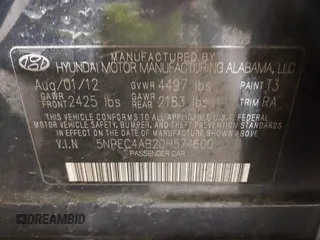 MANUFACTURED BY
HYUNDAI MOTOR MANUFACTURING ALABAMA, LLC
Aug/01/12 GVWR 4497 lbs PAINT T3
GAWR FRONT 2425 lbs GAWR REAR 2183 lbs TRIM RA
THIS VEHICLE CONFORMS TO ALL APPLICABLE U.S.A. FEDERAL
MOTOR VEHICLE SAFETY, BUMPER, AND THEFT PREVENTION
STANDARDS IN EFFECT ON THE DATE OF MANUFACTURE
V.I.N 5NPEC4AB2DH574600
PASSENGER CAR
DREAMBID